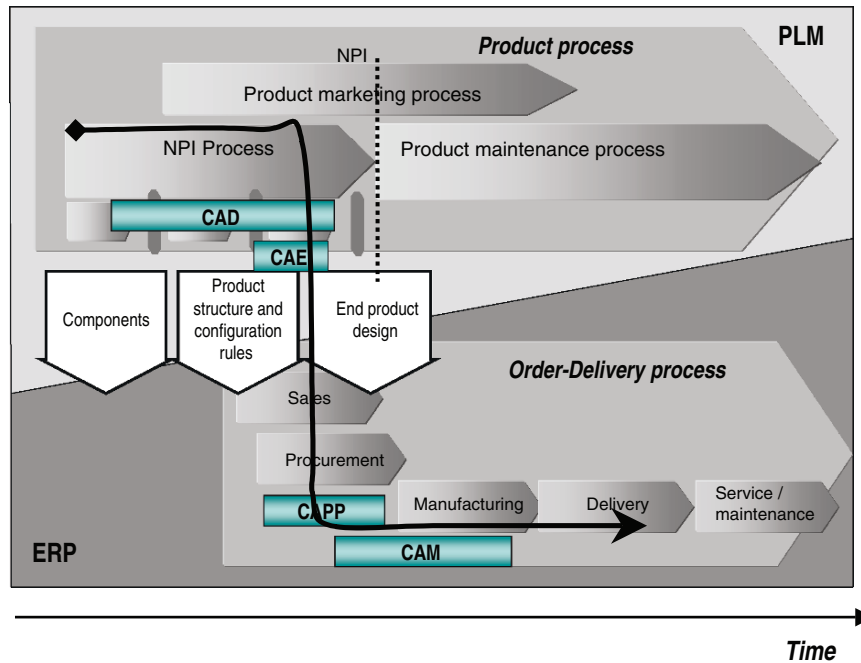 PLM
Product process
NPI
Product marketing process
NPI Process
Product maintenance process
CAD
CAE
Components
Product
structure and
configuration
rules
End product
design
Order-Delivery process
Sales
Procurement
CAPP
Manufacturing
Delivery
Service /
maintenance
CAM
ERP
Time